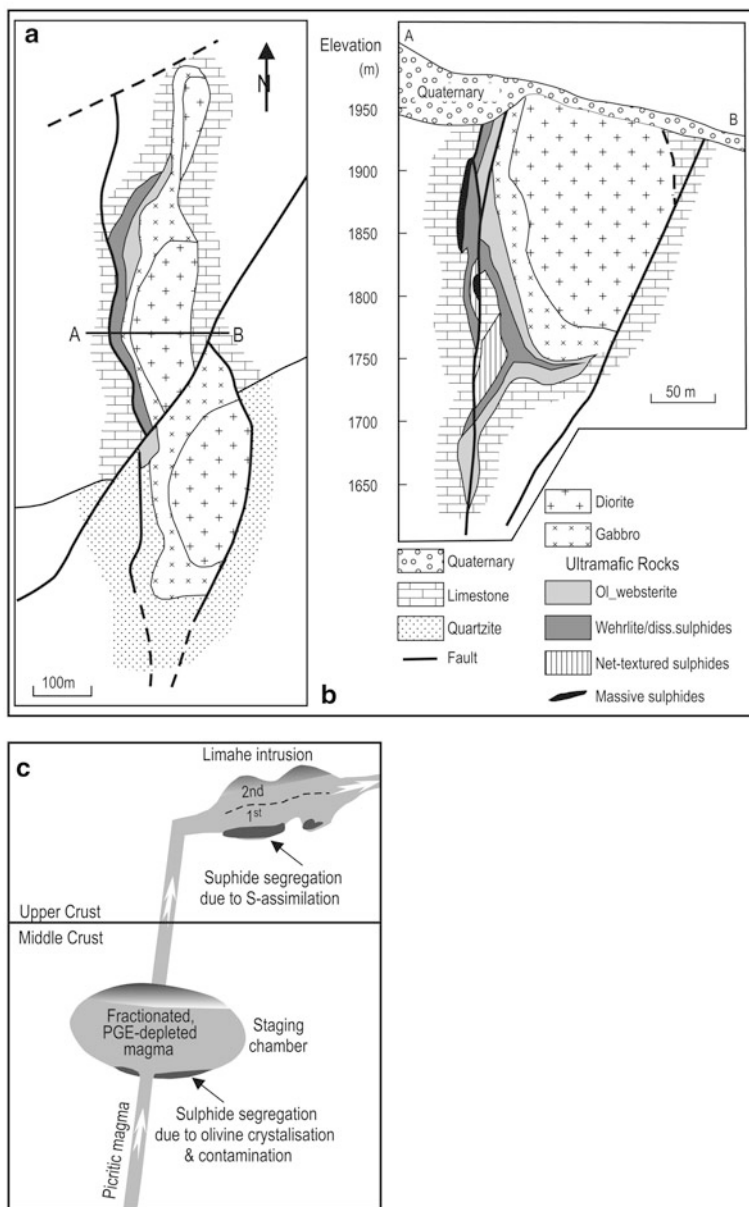 a
N
A
B
100m
b
Elevation
(m)
1950
1900
1850
1800
1750
1700
1650
A
Quaternary
B
50 m
Quaternary
Limestone
Quartzite
Fault
Diorite
Gabbro
Ultramafic Rocks
Ol_websterite
Wehrlite/diss.sulphides
Net-textured sulphides
Massive sulphides
c
Limahe intrusion
2nd
1st
Suphide segregation
due to S-assimilation
Upper Crust
Middle Crust
Fractionated,
PGE-depleted
magma
Staging
chamber
Sulphide segregation
due to olivine crystalisation
& contamination
Picritic magma